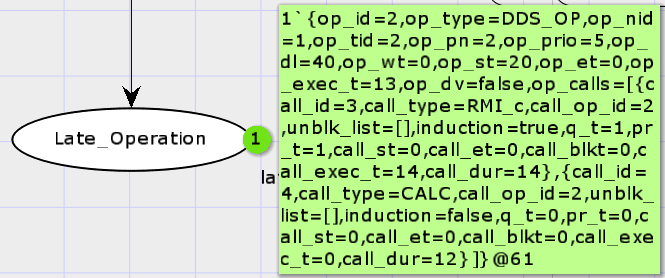 1`{op_id=2,op_type=DDS_OP,op_nid
=1,op_tid=2,op_pn=2,op_prio=5,op_
dl=40,op_wt=0,op_st=20,op_et=0,op
_exec_t=13,op_dv=false,op_calls=[{c
all_id=3,call_type=RMI_c,call_op_id=2
,unblk_list=[],induction=true,q_t=1,pr
_t=1,call_st=0,call_et=0,call_blkt=0,c
all_exec_t=14,call_dur=14},{call_id=
4,call_type=CALC,call_op_id=2,unblk_
list=[],induction=false,q_t=0,pr_t=0,c
all_st=0,call_et=0,call_blkt=0,call_exe
c_t=0,call_dur=12}]}@61
Late_Operation
1